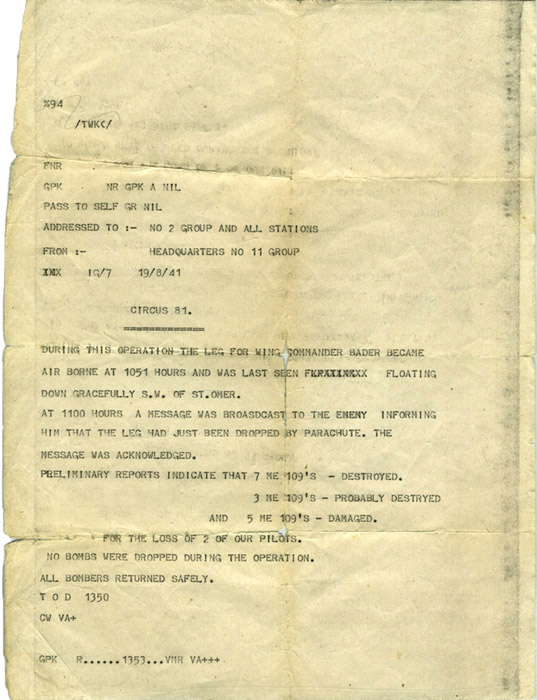 %94
/TWKC/
FNR
GPK NR GPK A NIL
PASS TO SELF GR NIL
ADDRESSED TO :- NO 2 GROUP AND ALL STATIONS
FROM :- HEADQUARTERS NO 11 GROUP
XXX IG/7 19/8/41
CIRCUS 81.
DURING THIS OPERATION THE LEG FOR WING COMMANDER BADER BECAME
AIR BORNE AT 1051 HOURS AND WAS LAST SEEN FLOATING
DOWN GRACEFULLY S.W. OF ST.OMER.
AT 1100 HOURS A MESSAGE WAS BROASDCAST TO THE ENEMY INFORMING
HIM THAT THE LEG HAD JUST BEEN DROPPED BY PARACHUTE. THE
MESSAGE WAS ACKNOWLEDGED.
PRELIMINARY REPORTS INDICATE THAT 7 ME 109'S - DESTROYED.
3 ME 109'S - PROBABLY DESTRYED
AND 5 ME 109'S - DAMAGED.
FOR THE LOSS OF 2 OF OUR PILOTS.
NO BOMBS WERE DROPPED DURING THE OPERATION.
ALL BOMBERS RETURNED SAFELY.
T O D 1350
CW VA+
GPK R......1353...VMR VA+++